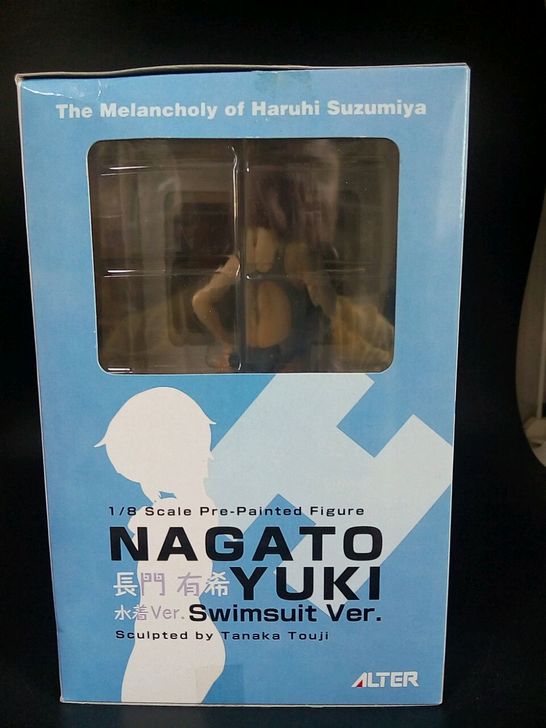 The Melancholy of Haruhi Suzumiya
1/8 Scale Pre-Painted Figure
NAGATO
長門 有希 YUKI
水着Ver. Swimsuit Ver.
Sculpted by Tanaka Touji
ALTER